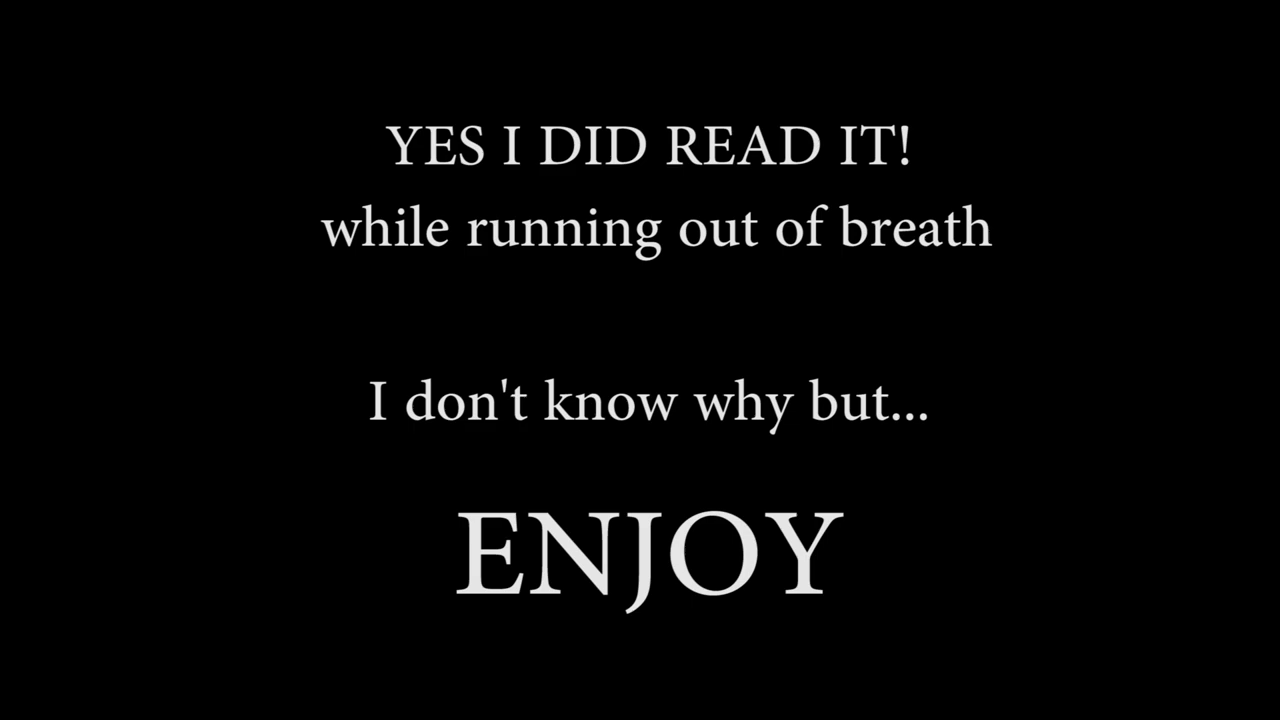 YES I DID READ IT!
while running out of breath
I don't know why but...
ENJOY